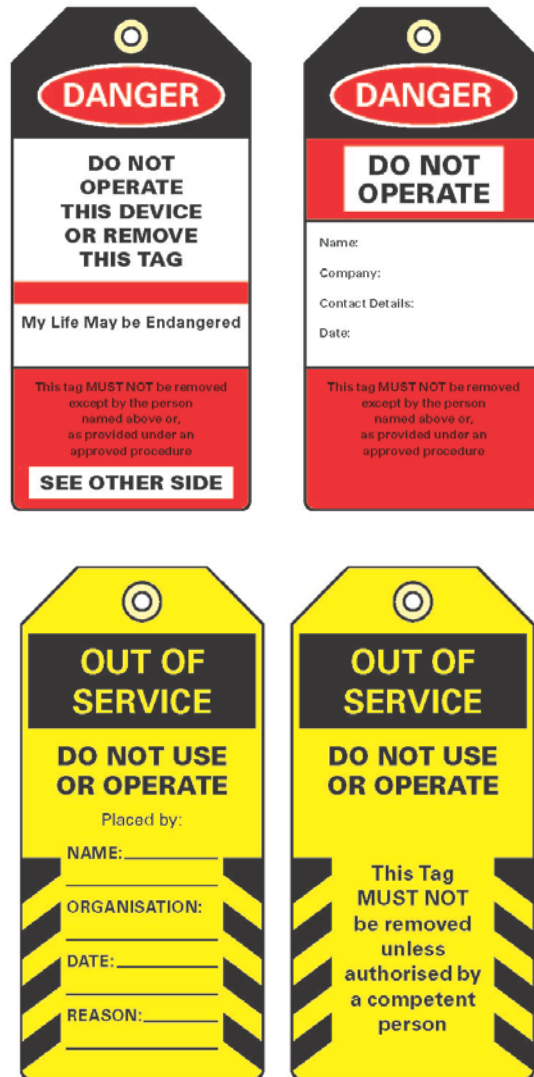 DANGER
DO NOT
OPERATE
THIS DEVICE
OR REMOVE
THIS TAG
My Life May be Endangered
This tag MUST NOT be removed
except by the person
named above or,
as provided under an
approved procedure
SEE OTHER SIDE
DANGER
DO NOT
OPERATE
Name:
Company:
Contact Details:
Date:
This tag MUST NOT be removed
except by the person
named above or,
as provided under an
approved procedure
OUT OF
SERVICE
DO NOT USE
OR OPERATE
Placed by:
NAME:
ORGANISATION:
DATE:
REASON:
OUT OF
SERVICE
DO NOT USE
OR OPERATE
This Tag
MUST NOT
be removed
unless
authorised by
a competent
person